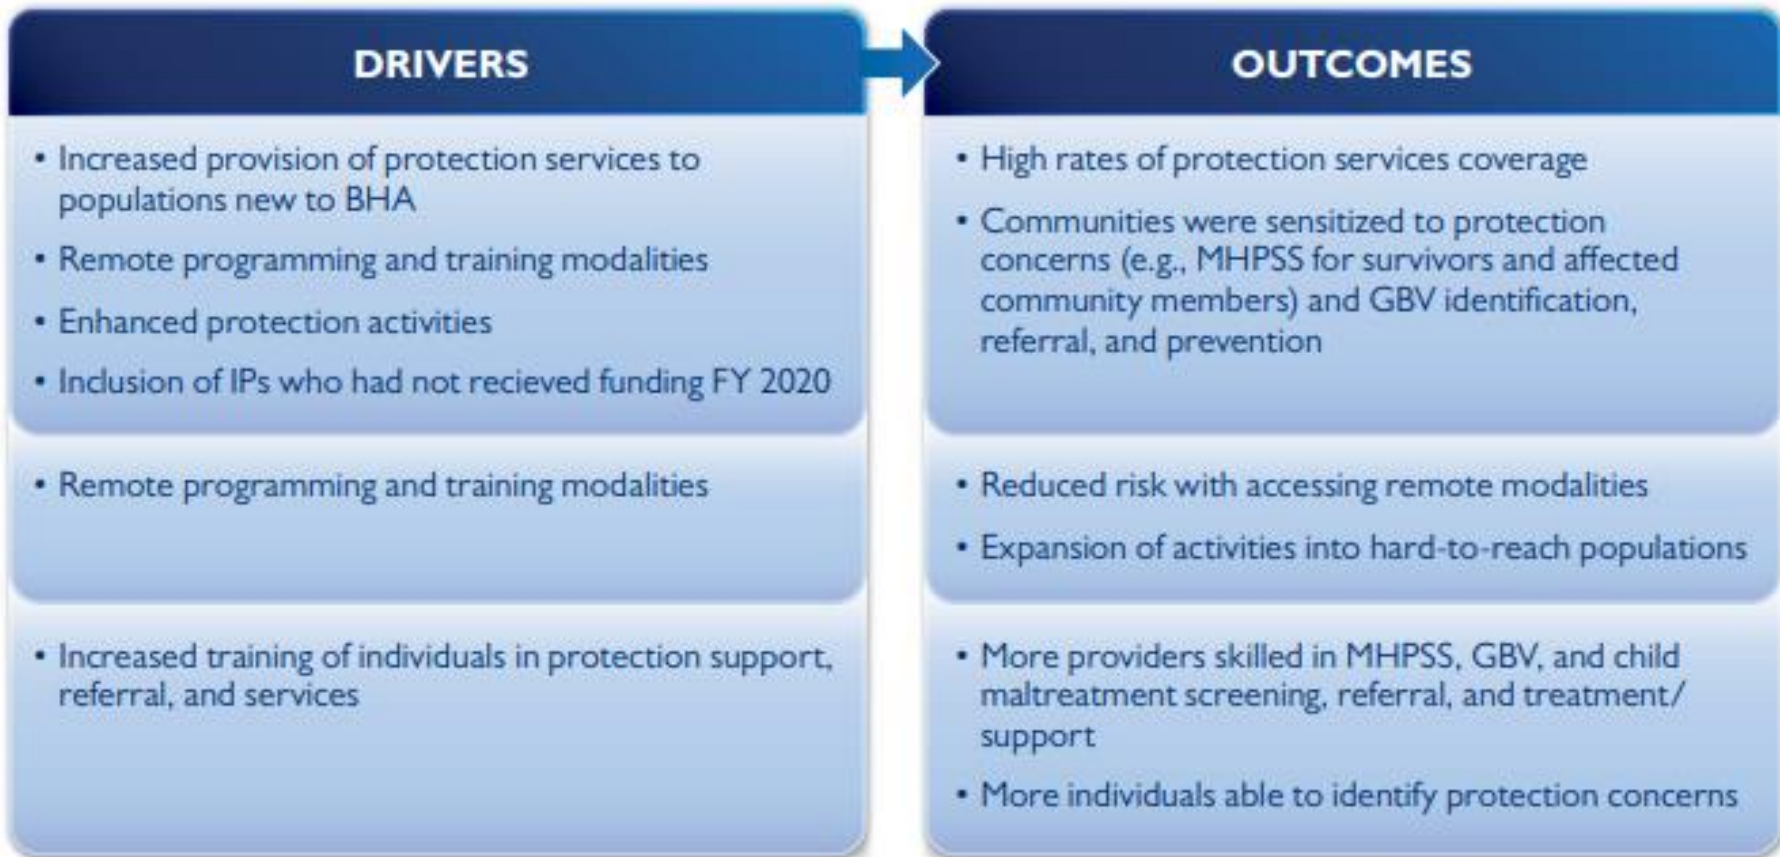 DRIVERS
• Increased provision of protection services to
populations new to BHA
• Remote programming and training modalities
• Enhanced protection activities
• Inclusion of IPs who had not recieved funding FY 2020
• Remote programming and training modalities
• Increased training of individuals in protection support,
referral, and services
OUTCOMES
• High rates of protection services coverage
• Communities were sensitized to protection
concerns (e.g., MHPSS for survivors and affected
community members) and GBV identification,
referral, and prevention
• Reduced risk with accessing remote modalities
• Expansion of activities into hard-to-reach populations
• More providers skilled in MHPSS, GBV, and child
maltreatment screening, referral, and treatment/
support
• More individuals able to identify protection concerns